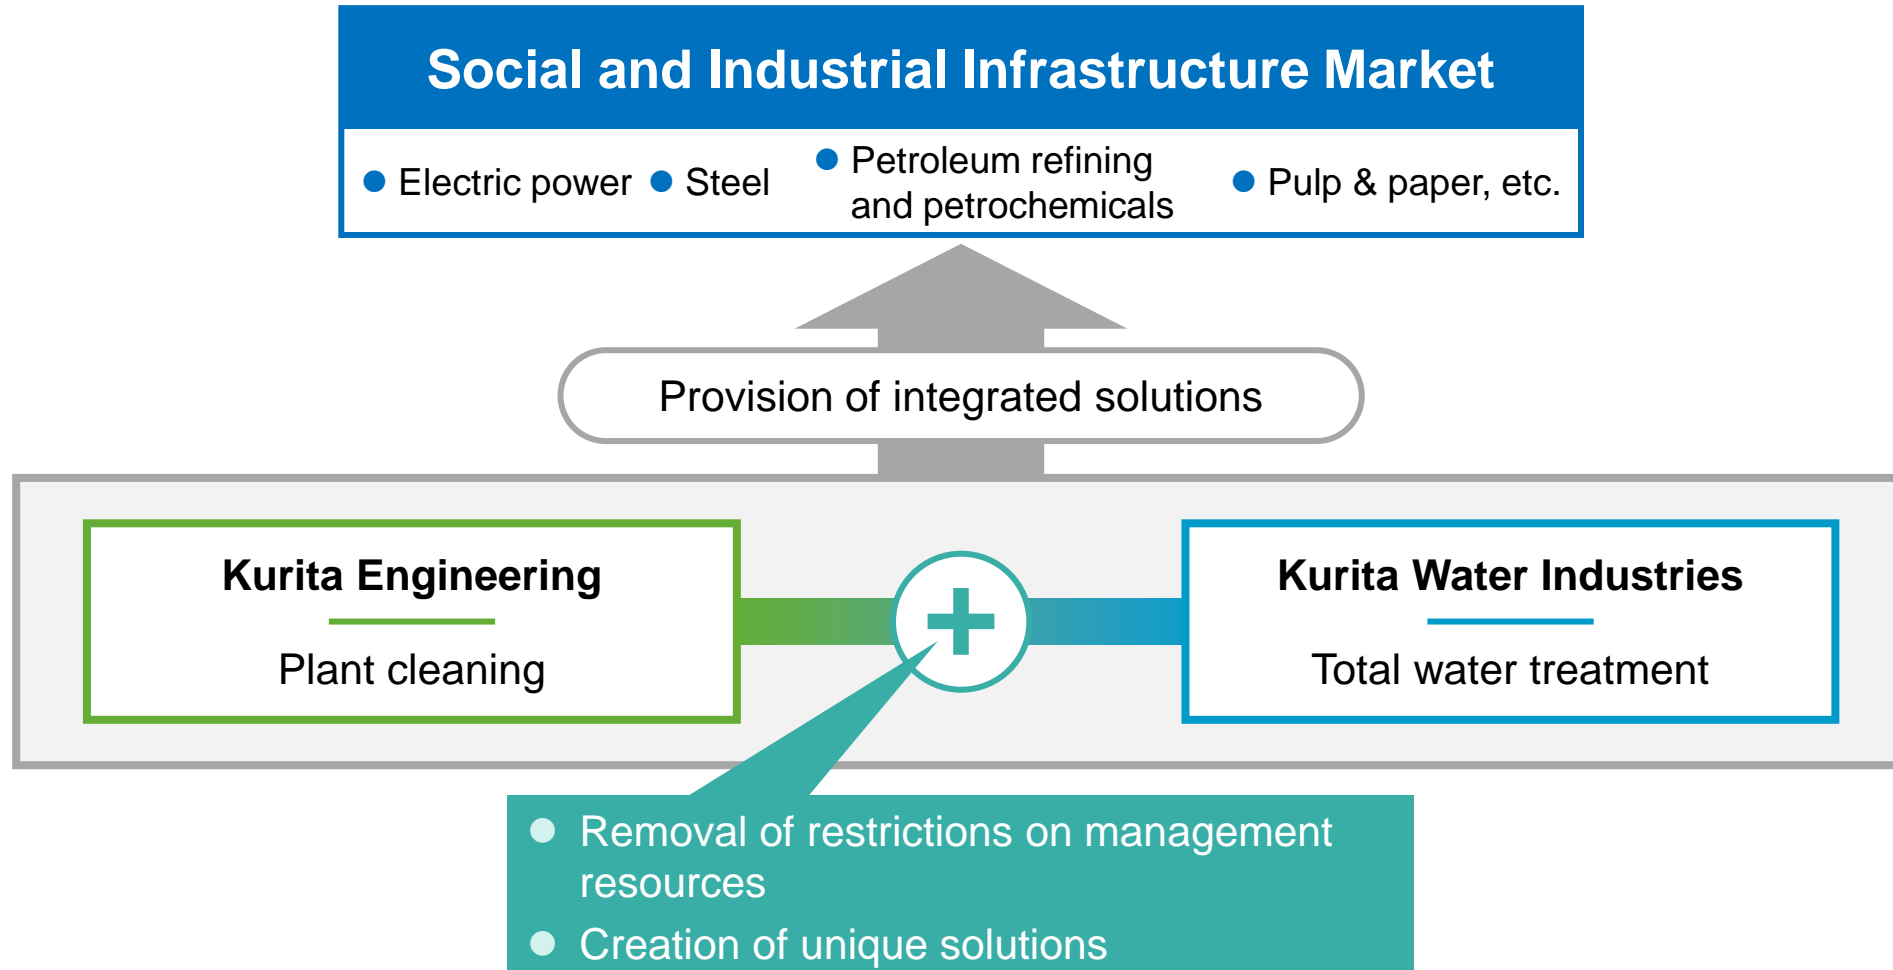 Social and Industrial Infrastructure Market
● Electric power ● Steel ● Petroleum refining and petrochemicals ● Pulp & paper, etc.
Provision of integrated solutions
Kurita Engineering
Plant cleaning
+
Kurita Water Industries
Total water treatment
● Removal of restrictions on management
resources
● Creation of unique solutions